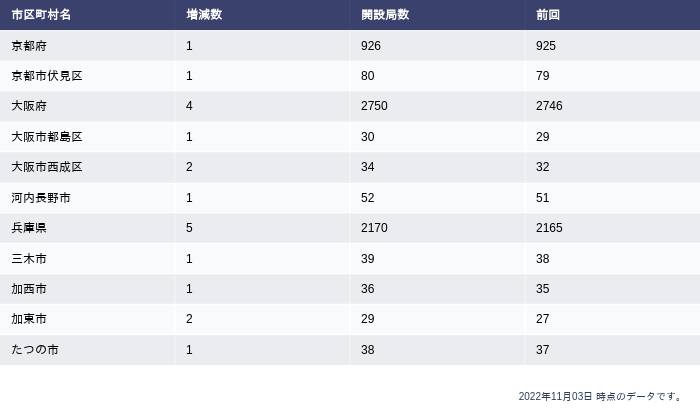 市区町村名 増減数 開設局数 前回
京都府 1 926 925
京都市伏見区 1 80 79
大阪府 4 2750 2746
大阪市都島区 1 30 29
大阪市西成区 2 34 32
河内長野市 1 52 51
兵庫県 5 2170 2165
三木市 1 39 38
加西市 1 36 35
加東市 2 29 27
たつの市 1 38 37
2022年11月03日 時点のデータです。